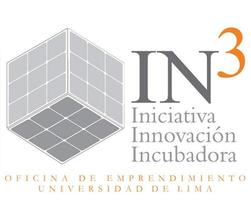 IN³
Iniciativa
Innovación
Incubadora
OFICINA DE EMPRENDIMIENTO
UNIVERSIDAD DE LIMA